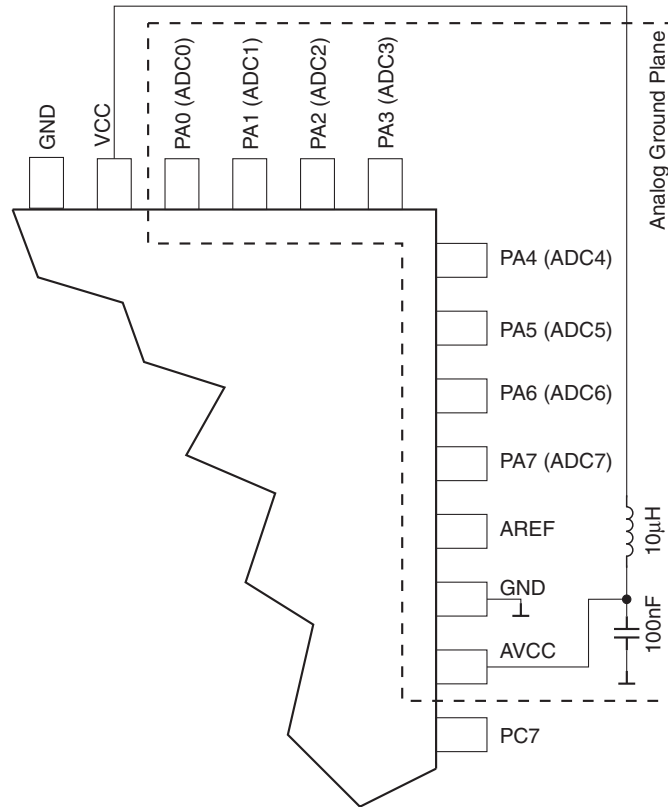 GND
VCC
PA0 (ADC0)
PA1 (ADC1)
PA2 (ADC2)
PA3 (ADC3)
Analog Ground Plane
PA4 (ADC4)
PA5 (ADC5)
PA6 (ADC6)
PA7 (ADC7)
AREF
10μH
GND
AVCC
100nF
PC7